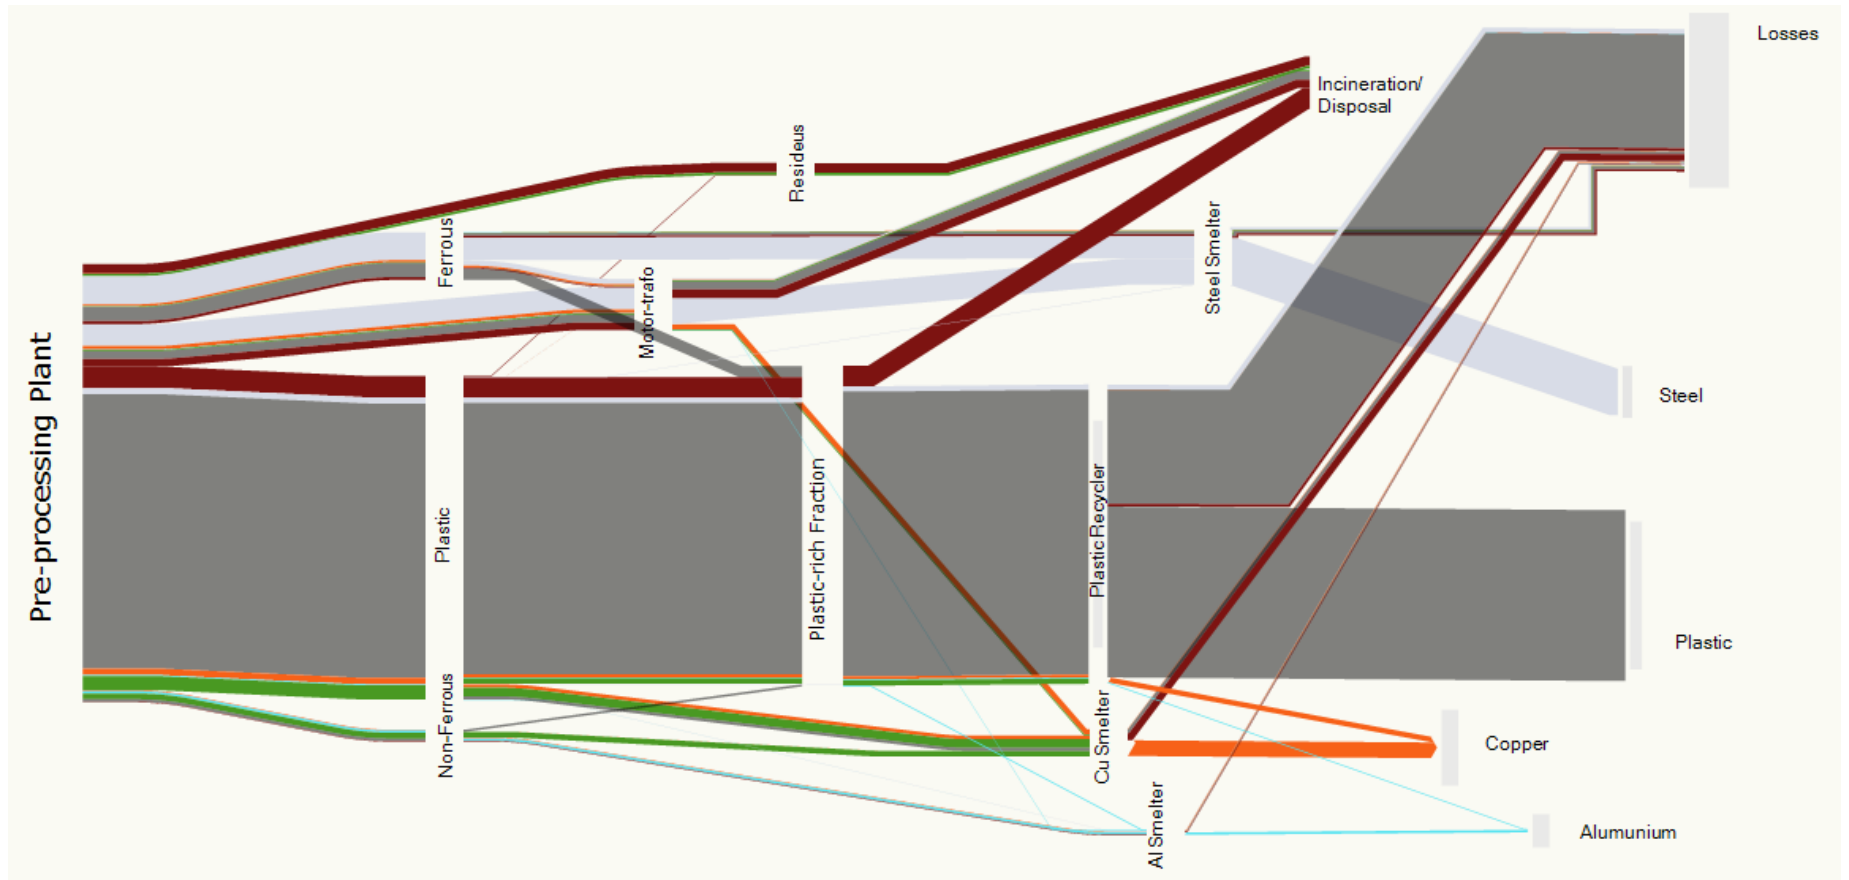 Pre-processing Plant
Ferrous
Plastic
Non-Ferrous
Motor-trafo
Resideus
Plastic-rich Fraction
Plastic Recycler
Cu Smelter
Al Smelter
Steel Smelter
Incineration/
Disposal
Losses
Steel
Plastic
Copper
Alumunium